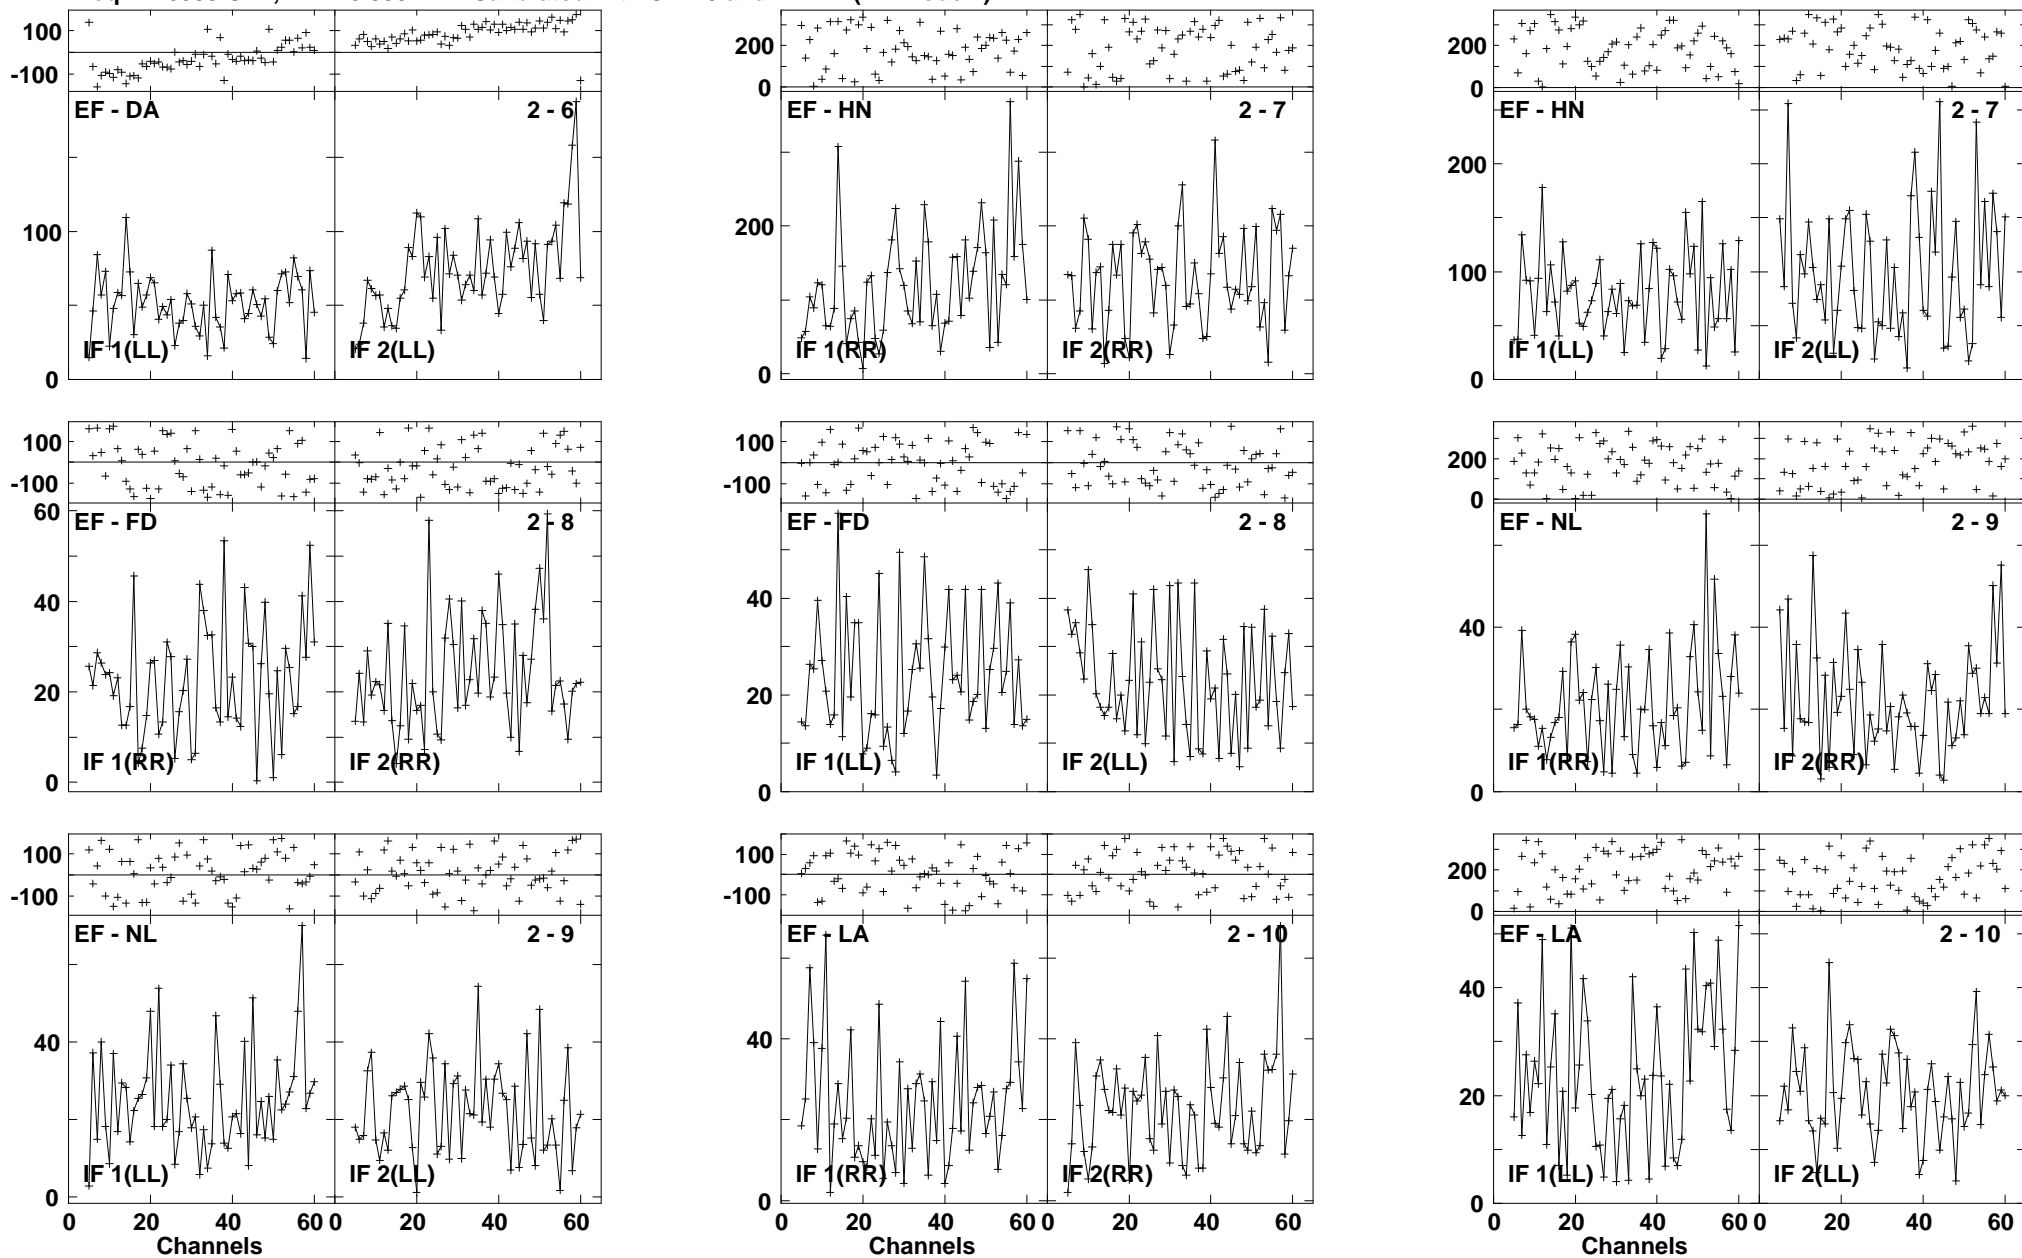 100
-100
EF - DA
2 - 6
100
0
IF 1(LL)
IF 2(LL)
200
0
EF - HN
2 - 7
200
0
IF 1(RR)
IF 2(RR)
200
0
EF - HN
2 - 7
200
100
0
IF 1(LL)
IF 2(LL)
100
-100
60
EF - FD
2 - 8
40
20
0
IF 1(RR)
IF 2(RR)
100
-100
EF - FD
2 - 8
40
20
0
IF 1(LL)
IF 2(LL)
200
0
EF - NL
2 - 9
40
0
IF 1(RR)
IF 2(RR)
100
-100
EF - NL
2 - 9
40
0
IF 1(LL)
IF 2(LL)
0 20 40 60 0 20 40 60
Channels
100
-100
EF - LA
2 - 10
40
0
IF 1(RR)
IF 2(RR)
0 20 40 60 0 20 40 60
Channels
200
0
EF - LA
2 - 10
40
20
0
IF 1(LL)
IF 2(LL)
0 20 40 60 0 20 40 60
Channels